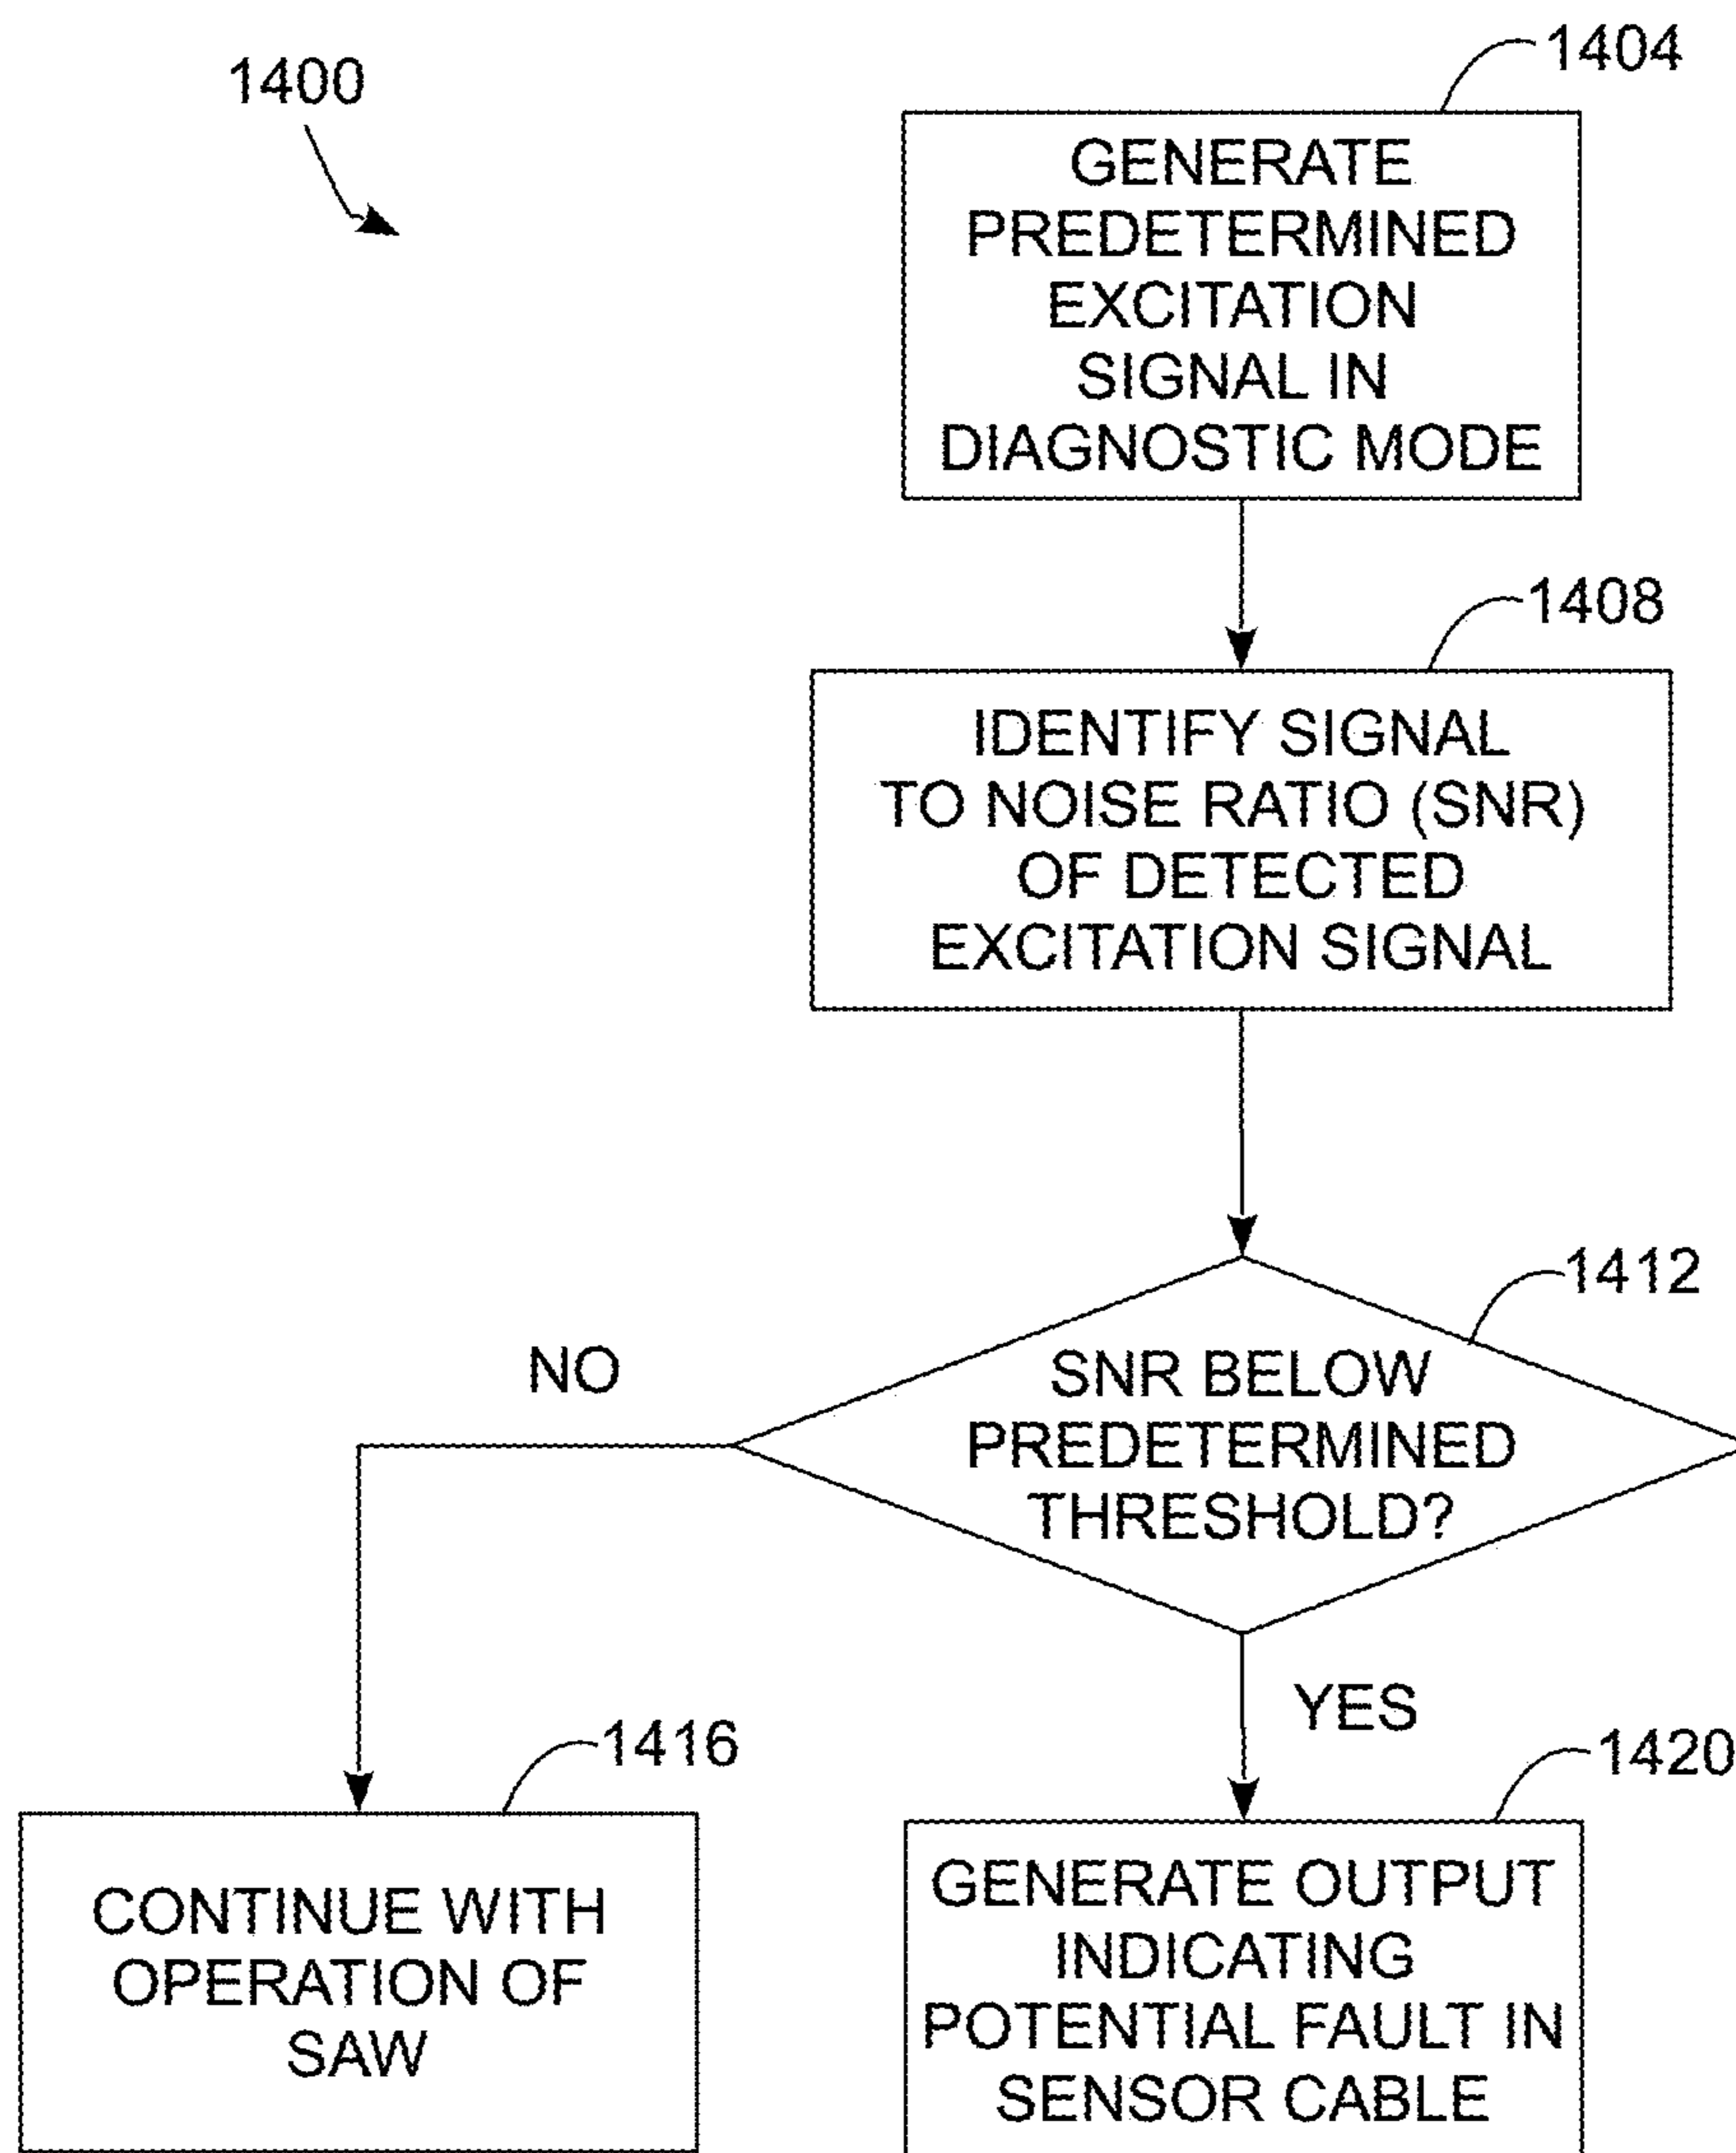 1400
1404
GENERATE
PREDETERMINED
EXCITATION
SIGNAL IN
DIAGNOSTIC MODE
1408
IDENTIFY SIGNAL
TO NOISE RATIO (SNR)
OF DETECTED
EXCITATION SIGNAL
1412
SNR BELOW
PREDETERMINED
THRESHOLD?
NO
YES
1416
CONTINUE WITH
OPERATION OF
SAW
1420
GENERATE OUTPUT
INDICATING
POTENTIAL FAULT IN
SENSOR CABLE